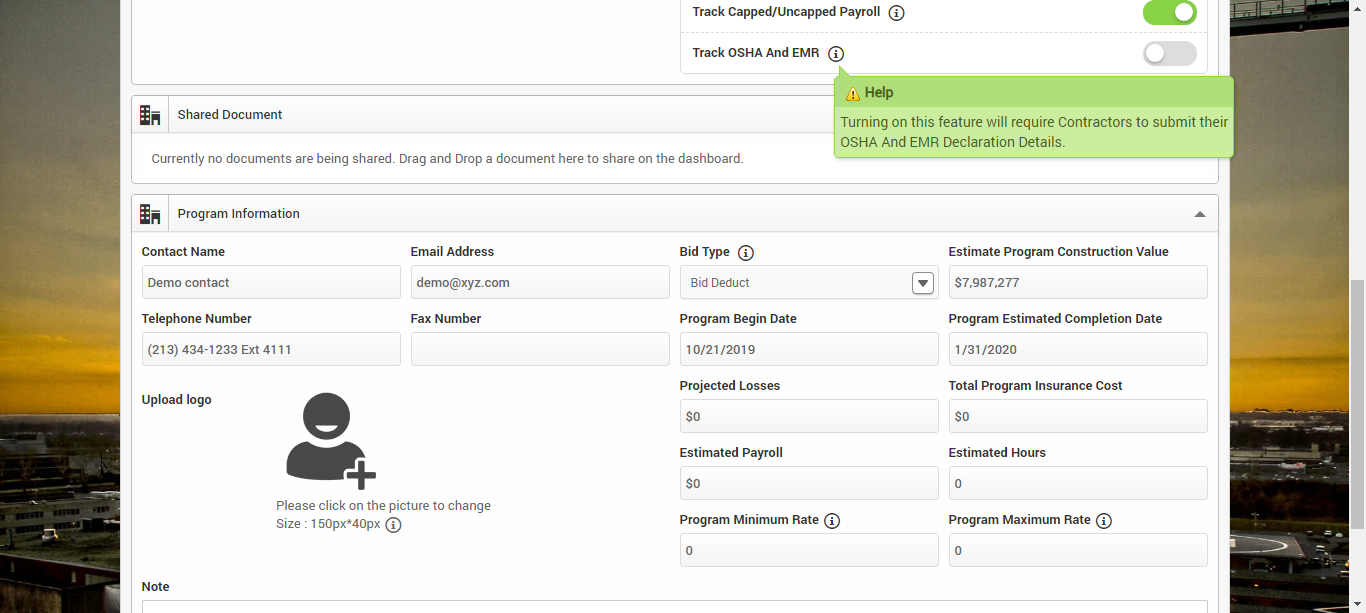 Track Capped/Uncapped Payroll
Track OSHA And EMR
Help
Turning on this feature will require Contractors to submit their
OSHA And EMR Declaration Details.
Shared Document
Currently no documents are being shared. Drag and Drop a document here to share on the dashboard.
Program Information
Contact Name
Email Address
Bid Type
Estimate Program Construction Value
Demo contact
demo@xyz.com
Bid Deduct
$7,987,277
Telephone Number
Fax Number
Program Begin Date
Program Estimated Completion Date
(213) 434-1233 Ext 4111
10/21/2019
1/31/2020
Upload logo
Projected Losses
Total Program Insurance Cost
$0
$0
Estimated Payroll
Estimated Hours
$0
0
Please click on the picture to change
Size : 150px*40px
Program Minimum Rate
Program Maximum Rate
0
0
Note